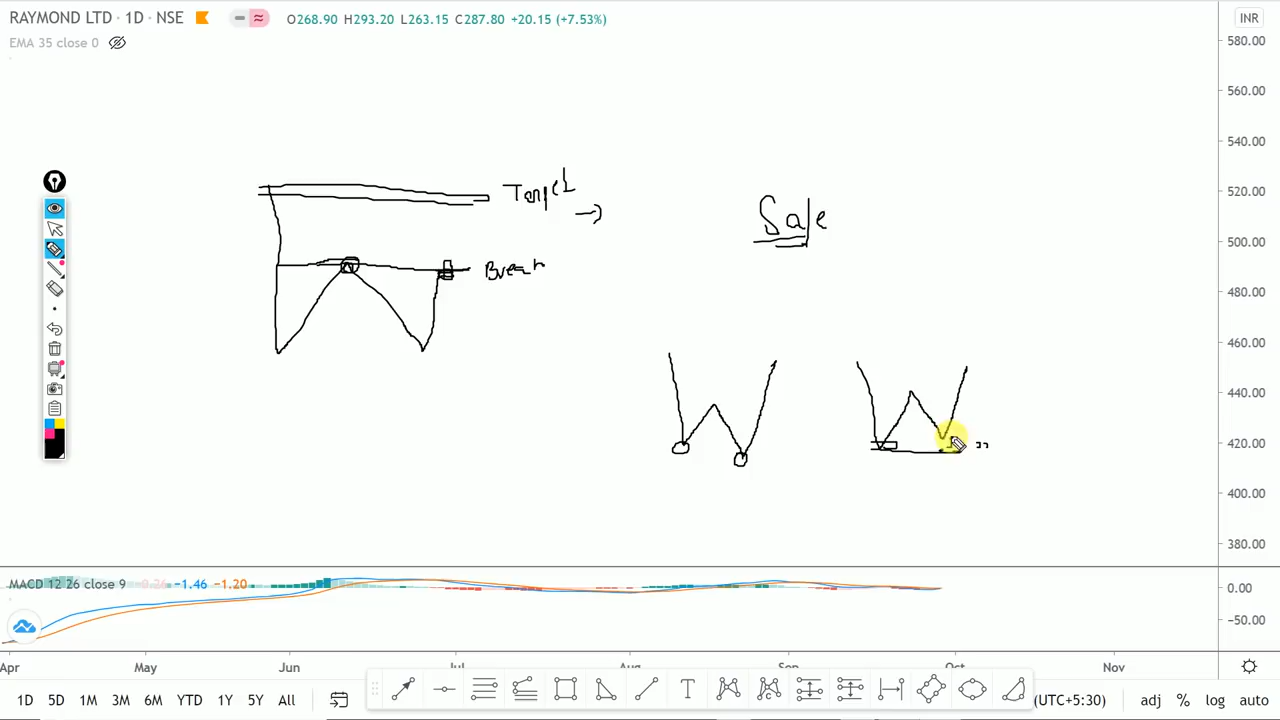 RAYMOND LTD · 1D · NSE
O268.90 H293.20 L263.15 C287.80 +20.15 (+7.53%)
INR
EMA 35 close 0
580.00
560.00
540.00
520.00
500.00
480.00
460.00
440.00
420.00
400.00
380.00
Target
Sale
MACD 12 26 close 9 -0.26 -1.46 -1.20
0.00
-50.00
Apr May Jun Jul Aug Sep Oct Nov
1D 5D 1M 3M 6M YTD 1Y 5Y All
(UTC+5:30) adj % log auto